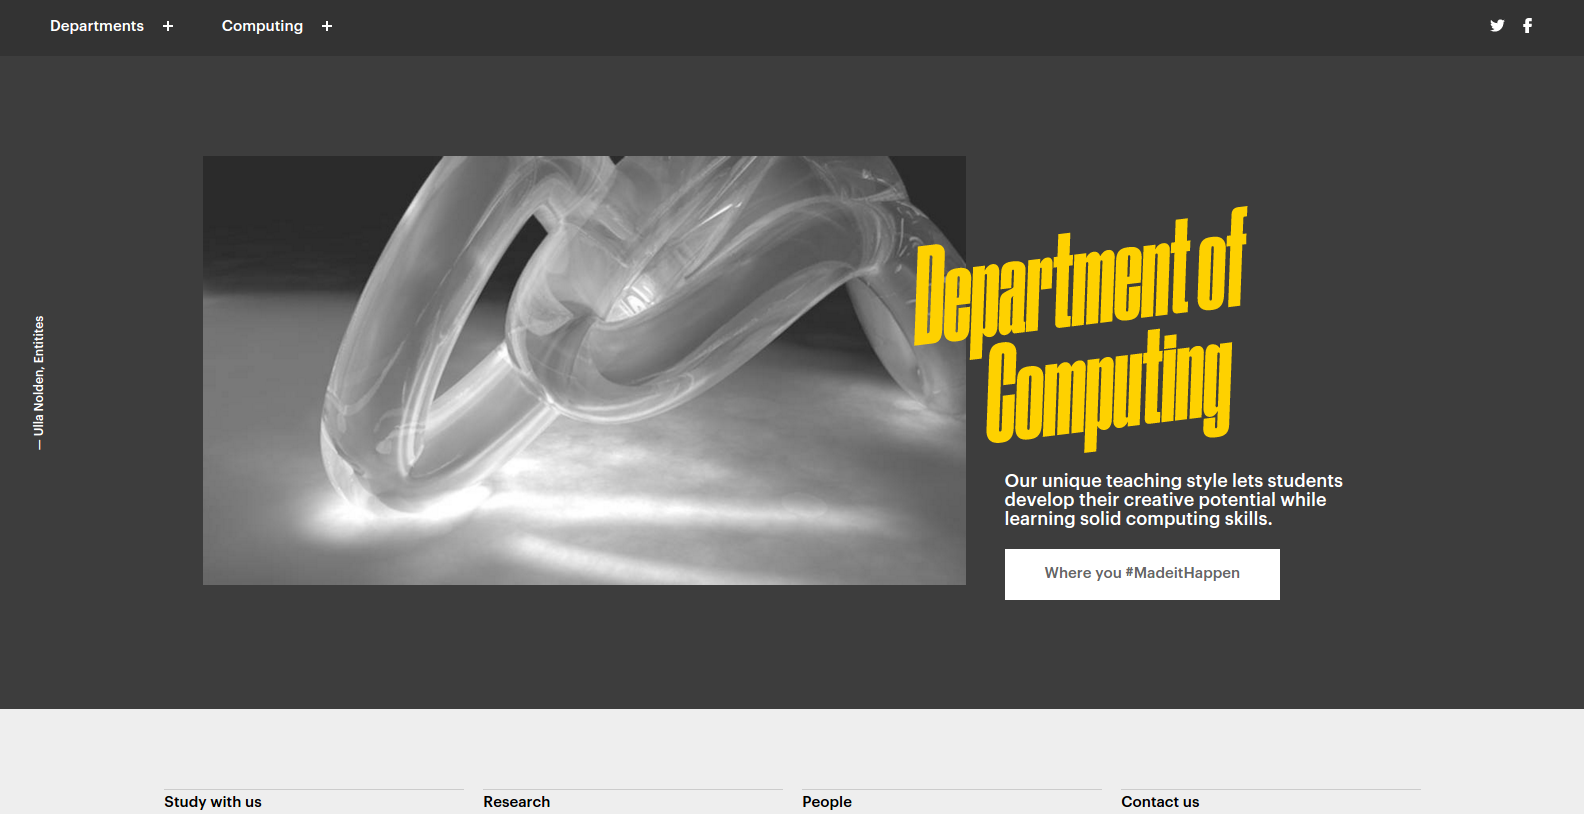 Departments +
Computing +
— Ulla Nolden, Entitites
Department of
Computing
Our unique teaching style lets students
develop their creative potential while
learning solid computing skills.
Where you #MadeitHappen
Study with us
Research
People
Contact us